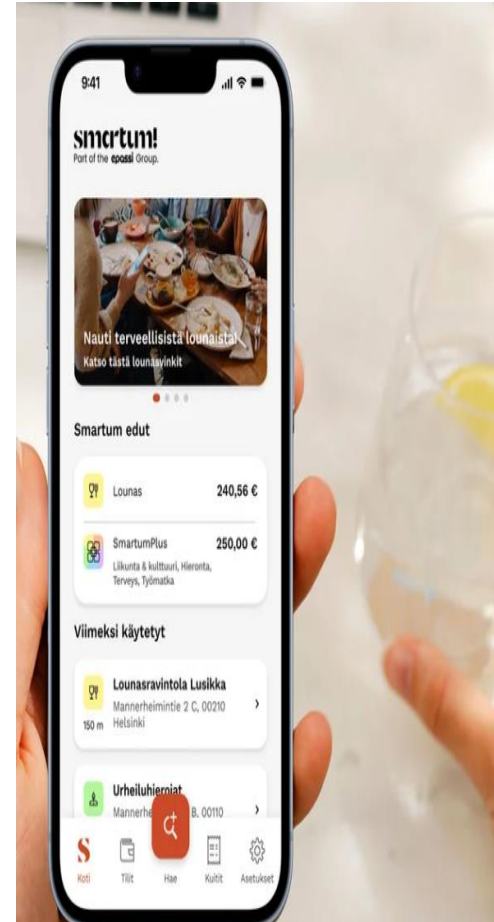 9:41
smartum!
Part of the epassi Group.
Nauti terveellisistä lounaista!
Katso tästä lounasvinkit
Smartum edut
Lounas 240,56 €
SmartumPlus 250,00 €
Liikunta & kulttuuri, Hieronta,
Terveys, Työmatka
Viimeksi käytetyt
Lounasravintola Lusikka
Mannerheimintie 2 C, 00210
150 m Helsinki
Urheiluhierojat
B, 00110
Koti Tilit Hae Kuitit Asetukset